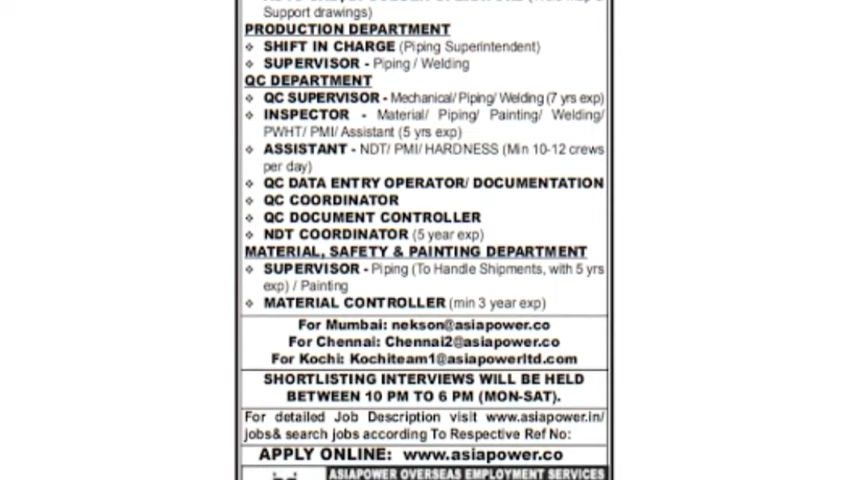 Support drawings)
PRODUCTION DEPARTMENT
❖ SHIFT IN CHARGE (Piping Superintendent)
❖ SUPERVISOR - Piping / Welding
QC DEPARTMENT
❖ QC SUPERVISOR - Mechanical/ Piping/ Welding (7 yrs exp)
❖ INSPECTOR - Material/ Piping/ Painting/ Welding/
PWHT/ PMI/ Assistant (5 yrs exp)
❖ ASSISTANT - NDT/ PMI/ HARDNESS (Min 10-12 crews
per day)
❖ QC DATA ENTRY OPERATOR/ DOCUMENTATION
❖ QC COORDINATOR
❖ QC DOCUMENT CONTROLLER
❖ NDT COORDINATOR (5 year exp)
MATERIAL, SAFETY & PAINTING DEPARTMENT
❖ SUPERVISOR - Piping (To Handle Shipments, with 5 yrs
exp) / Painting
❖ MATERIAL CONTROLLER (min 3 year exp)
For Mumbai: nekson@asiapower.co
For Chennai: Chennai2@asiapower.co
For Kochi: Kochiteam1@asiapowerltd.com
SHORTLISTING INTERVIEWS WILL BE HELD
BETWEEN 10 PM TO 6 PM (MON-SAT).
For detailed Job Description visit www.asiapower.in/
jobs& search jobs according To Respective Ref No:
APPLY ONLINE: www.asiapower.co
ASIAPOWER OVERSEAS EMPLOYMENT SERVICES